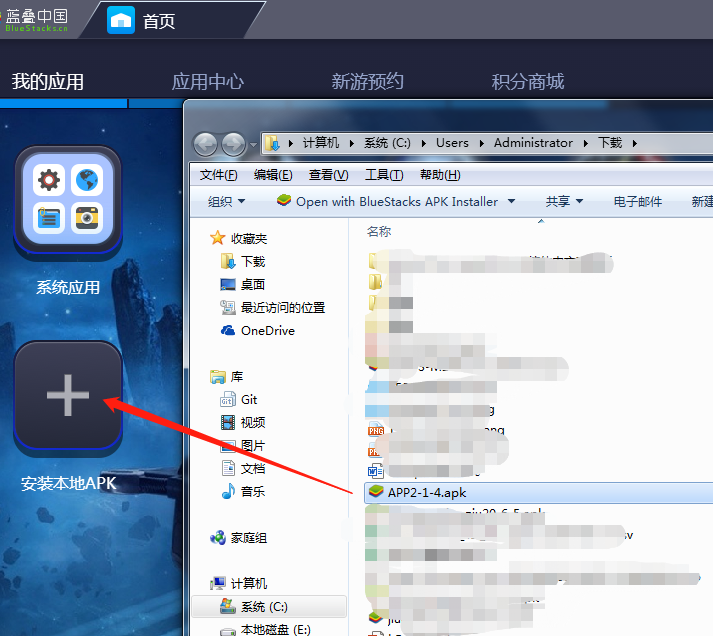 蓝叠中国
BlueStacks.cn
首页
我的应用 应用中心 新游预约 积分商城
计算机 系统 (C:) Users Administrator 下载
文件(F) 编辑(E) 查看(V) 工具(T) 帮助(H)
组织 Open with BlueStacks APK Installer 共享 电子邮件 新建
名称
收藏夹
下载
桌面
最近访问的位置
OneDrive
系统应用
库
Git
视频
图片
文档
音乐
安装本地APK
APP2-1-4.apk
家庭组
计算机
系统 (C:)
本地磁盘 (E:)